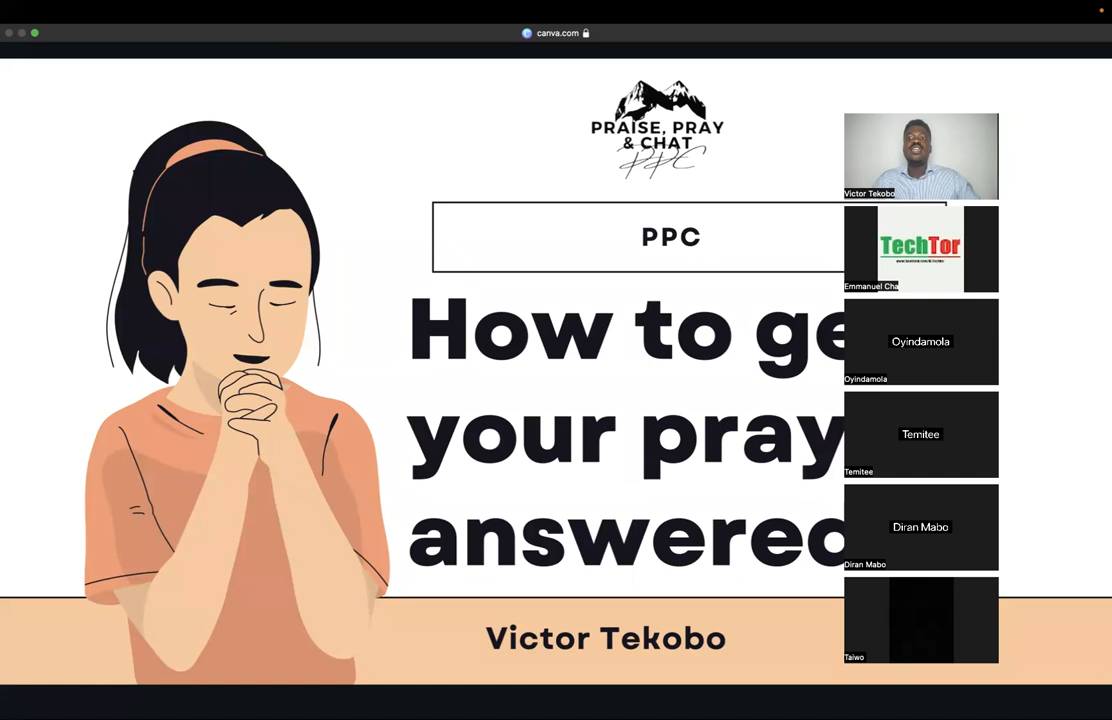 canva.com
PRAISE, PRAY
& CHAT
PPC
PPC
How to ge
your pray
answered
Victor Tekobo
Victor Tekobo
TechTor
Emmanuel Cha
Oyindamola
Oyindamola
Temitee
Temitee
Diran Mabo
Diran Mabo
Taiwo